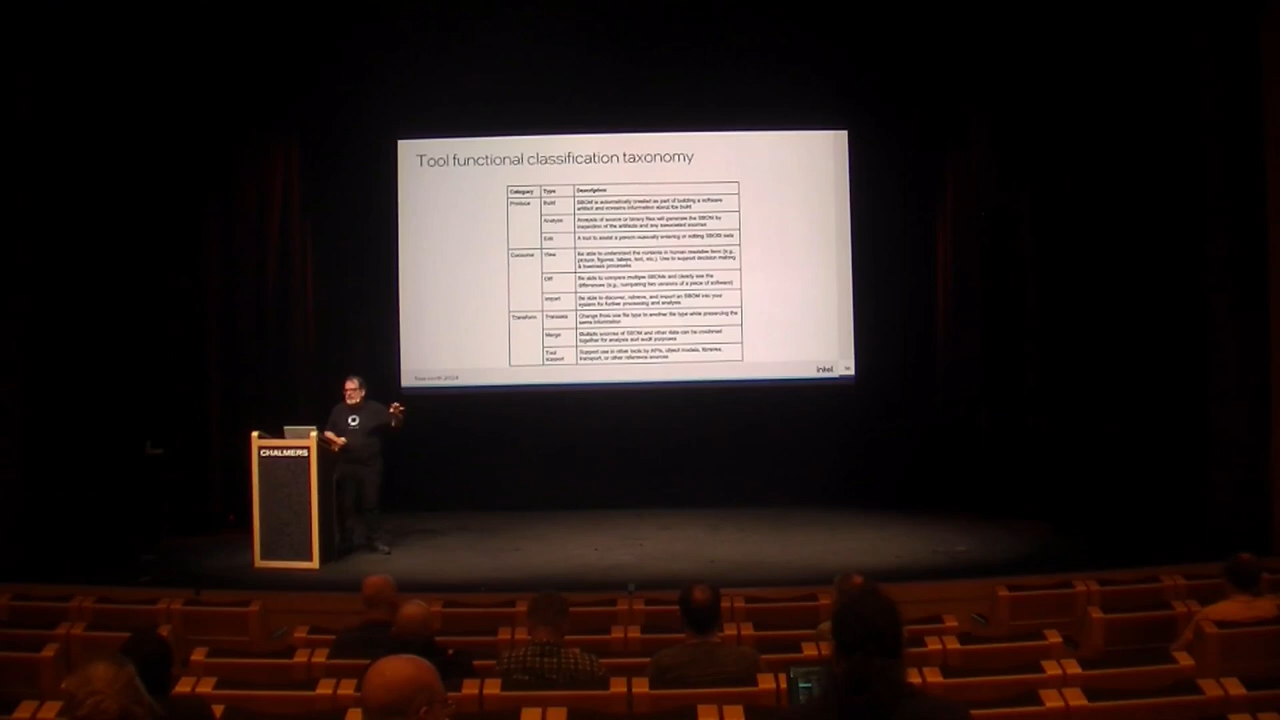 Tool functional classification taxonomy
Category Type Description
Produce Build SBOM is automatically created as part of building a software
artifact and contains information about the build
Analyze Analysis of source or binary files will generate the SBOM by
inspection of the artifacts and any associated sources
Edit A tool to assist a person manually entering or editing SBOM data
Consume View Be able to understand the contents in human readable form (e.g.,
picture, figures, tables, text, etc.). Use to support decision making
& business processes
Diff Be able to compare multiple SBOMs and clearly see the
differences (e.g., comparing two versions of a piece of software)
Import Be able to discover, retrieve, and import an SBOM into your
system for further processing and analysis
Transform Translate Change from one file type to another file type while preserving the
same information
Merge Multiple sources of SBOM and other data can be combined
together for analysis and audit purposes
Tool Support use in other tools by APIs, object models, libraries,
support transport, or other reference sources
intel
CHALMERS